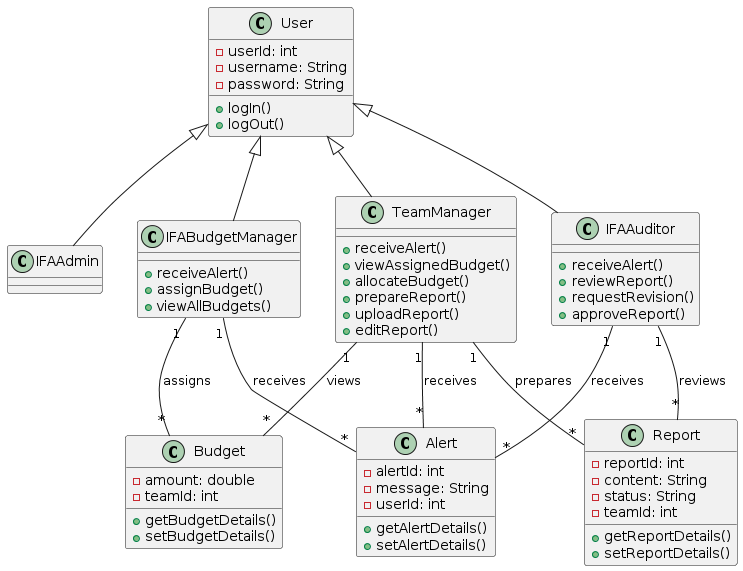 C User
userId: int
username: String
password: String
logIn()
logOut()
C IFAAdmin
C IFABudgetManager
receiveAlert()
assignBudget()
viewAllBudgets()
C TeamManager
receiveAlert()
viewAssignedBudget()
allocateBudget()
prepareReport()
uploadReport()
editReport()
C IFAAuditor
receiveAlert()
reviewReport()
requestRevision()
approveReport()
1 1 1 1 1 1 1
assigns receives views receives prepares receives reviews
* * * * * * *
C Budget
amount: double
teamId: int
getBudgetDetails()
setBudgetDetails()
C Alert
alertId: int
message: String
userId: int
getAlertDetails()
setAlertDetails()
C Report
reportId: int
content: String
status: String
teamId: int
getReportDetails()
setReportDetails()